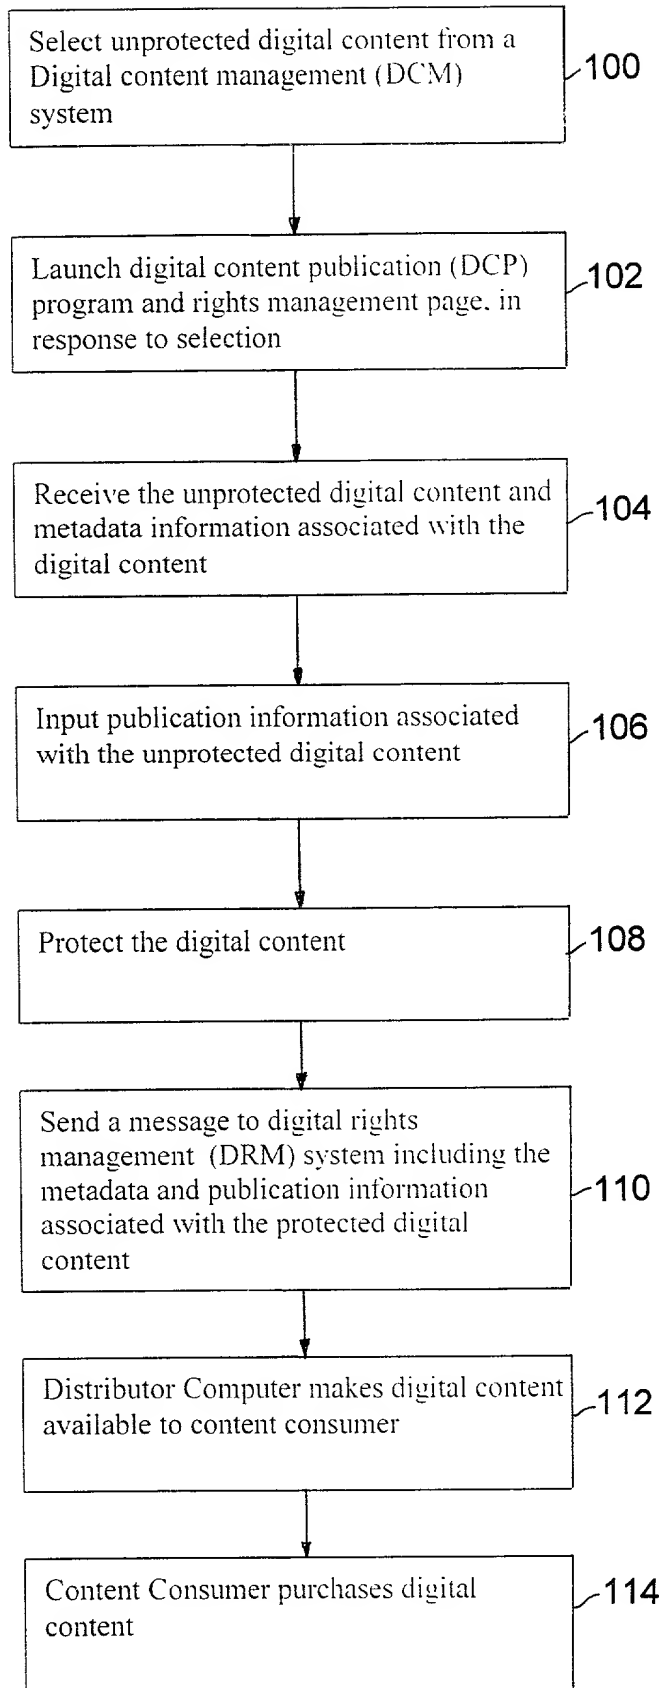 Select unprotected digital content from a
Digital content management (DCM)
system
100
Launch digital content publication (DCP)
program and rights management page. in
response to selection
102
Receive the unprotected digital content and
metadata information associated with the
digital content
104
Input publication information associated
with the unprotected digital content
106
Protect the digital content
108
Send a message to digital rights
management (DRM) system including the
metadata and publication information
associated with the protected digital
content
110
Distributor Computer makes digital content
available to content consumer
112
Content Consumer purchases digital
content
114